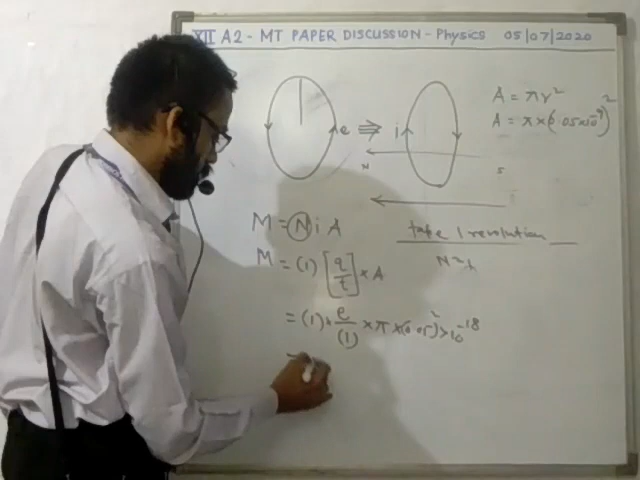 XII A2 - MT PAPER DISCUSSION - Physics 05/07/2020
A = πr²
A = π×(0.05×10⁻⁹)²
e ⇛ i
N S
M = N i A
take 1 revolution
M = (1) [q/t] × A
N = 1
= (1) × e/(1) × π × (0.05)² × 10⁻¹⁸
=